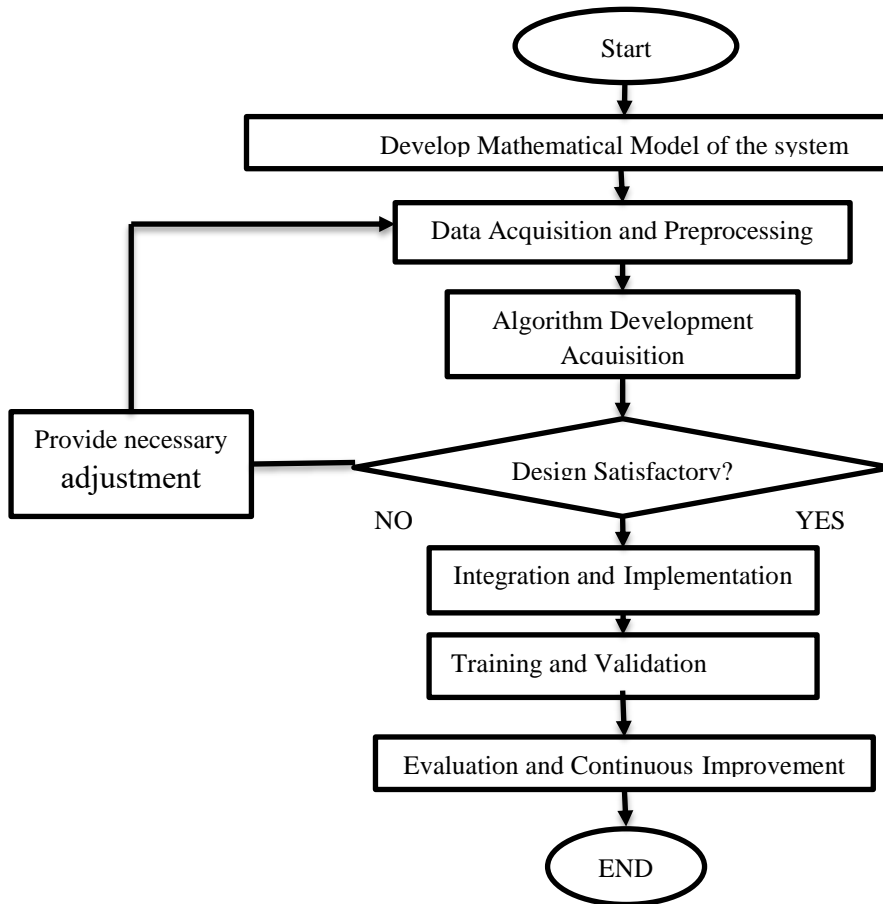 Start
Develop Mathematical Model of the system
Data Acquisition and Preprocessing
Algorithm Development
Acquisition
Provide necessary
adjustment
Design Satisfactory?
NO
YES
Integration and Implementation
Training and Validation
Evaluation and Continuous Improvement
END